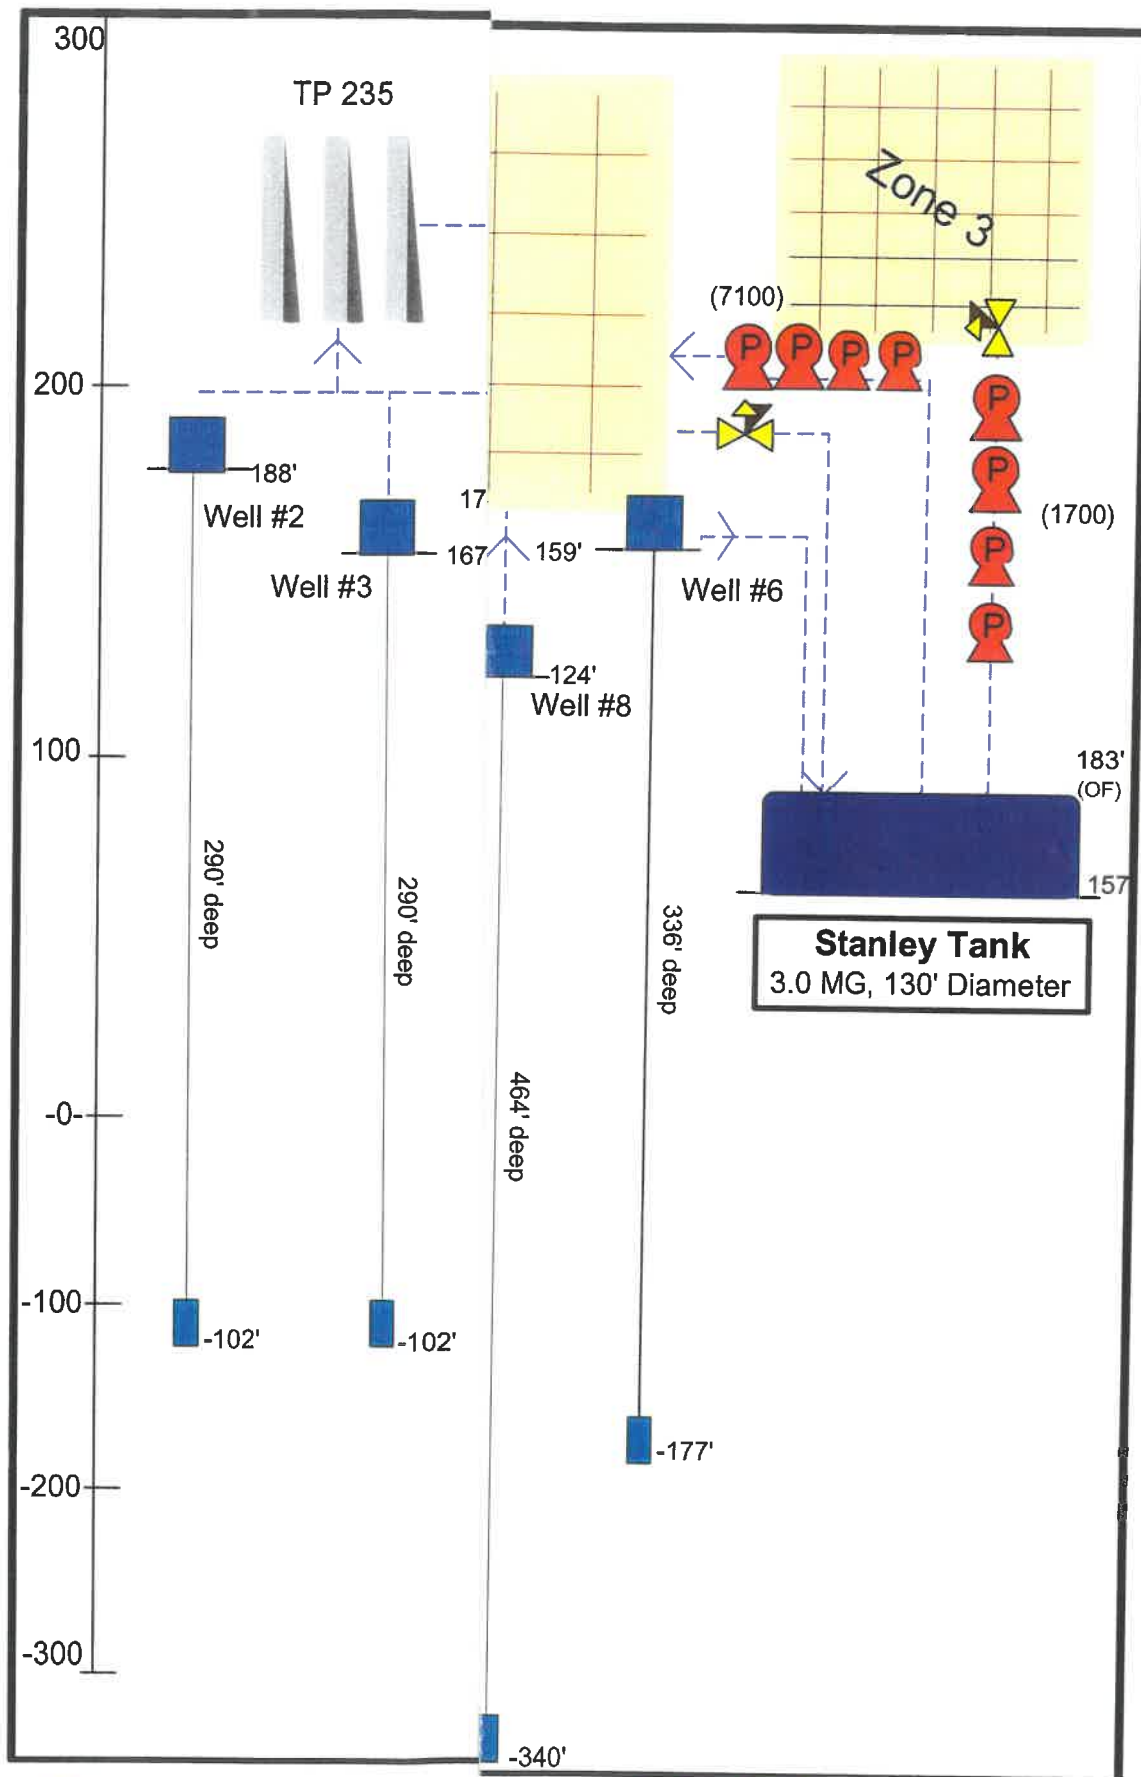 300
TP 235
Zone 3
(7100)
P P P P
200
P
188'
P
17
(1700)
Well #2
167
159'
P
Well #3
Well #6
P
124'
Well #8
100
183'
(OF)
157
290' deep
290' deep
336' deep
Stanley Tank
3.0 MG, 130' Diameter
464' deep
-0-
-100
-102'
-102'
-177'
-200
-300
-340'